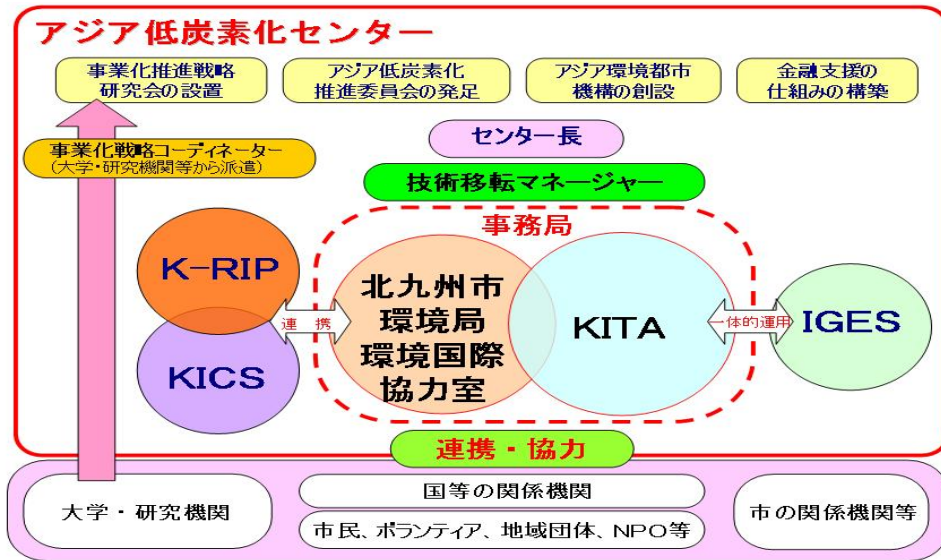 アジア低炭素化センター
事業化推進戦略
研究会の設置
アジア低炭素化
推進委員会の発足
アジア環境都市
機構の創設
金融支援の
仕組みの構築
センター長
事業化戦略コーディネーター
(大学・研究機関等から派遣)
技術移転マネージャー
事務局
K-RIP
KICS
連 携
北九州市
環境局
環境国際
協力室
KITA
一体的運用
IGES
連携・協力
大学・研究機関
国等の関係機関
市民、ボランティア、地域団体、NPO等
市の関係機関等